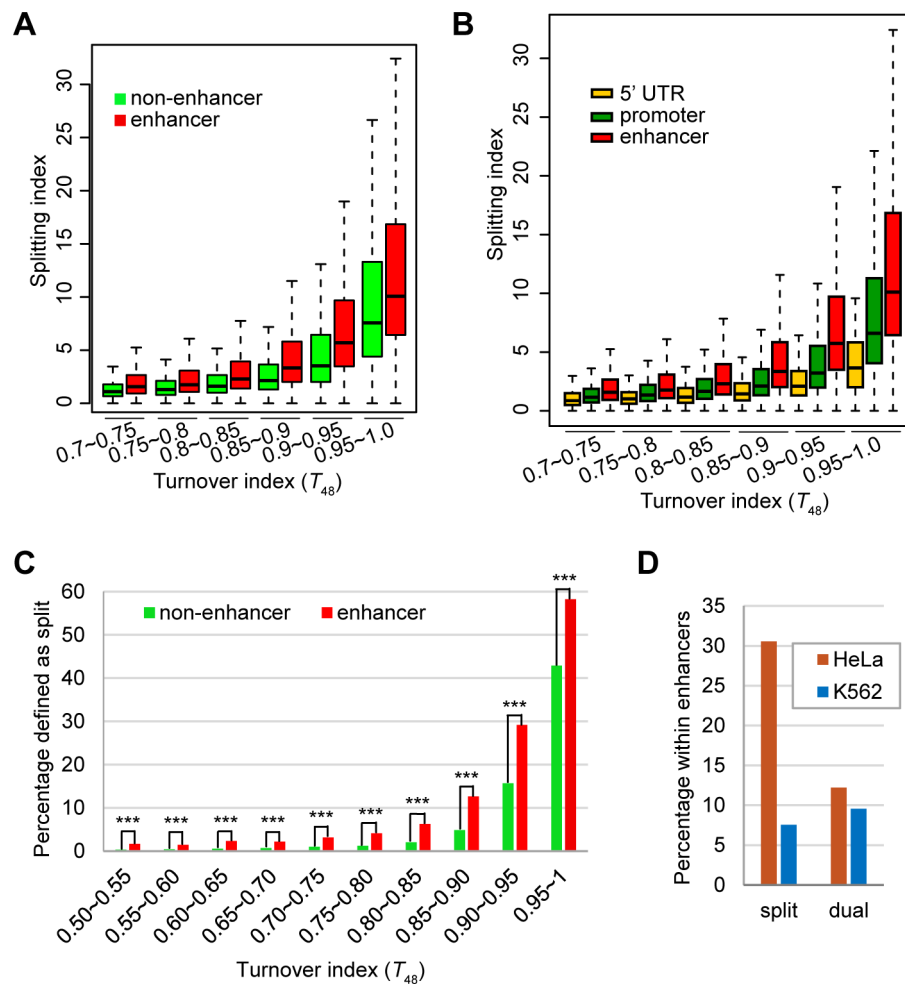 A
Splitting index
30
25
20
15
10
5
0
non-enhancer
enhancer
0.7~0.75
0.75~0.8
0.8~0.85
0.85~0.9
0.9~0.95
0.95~1.0
Turnover index (T48)
B
Splitting index
30
25
20
15
10
5
0
5' UTR
promoter
enhancer
0.7~0.75
0.75~0.8
0.8~0.85
0.85~0.9
0.9~0.95
0.95~1.0
Turnover index (T48)
C
Percentage defined as split
60
50
40
30
20
10
0
non-enhancer
enhancer
***
***
***
***
***
***
***
***
***
***
0.50~0.55
0.55~0.60
0.60~0.65
0.65~0.70
0.70~0.75
0.75~0.80
0.80~0.85
0.85~0.90
0.90~0.95
0.95~1
Turnover index (T48)
D
Percentage within enhancers
35
30
25
20
15
10
5
0
HeLa
K562
split
dual